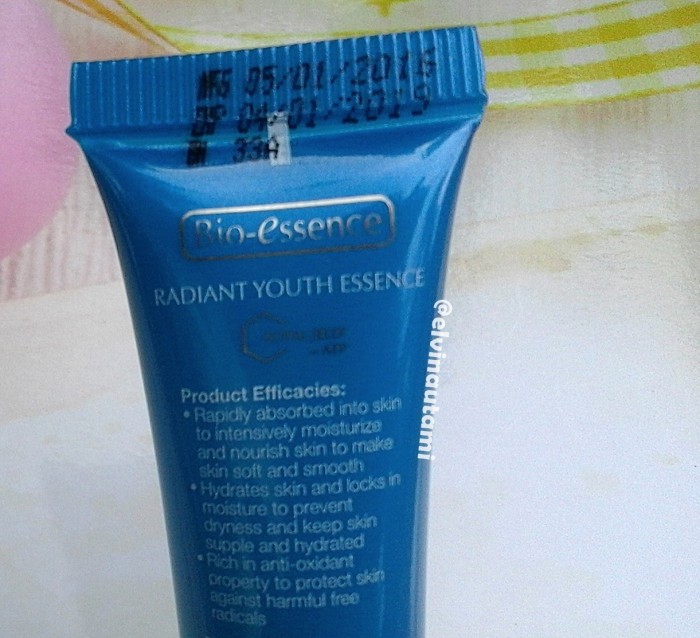 MFG 05/01/2016
EXP 04/01/2019
BN 33A
Bio-essence
RADIANT YOUTH ESSENCE
@elvinautami
Product Efficacies:
• Rapidly absorbed into skin
to intensively moisturize
and nourish skin to make
skin soft and smooth
• Hydrates skin and locks in
moisture to prevent
dryness and keep skin
supple and hydrated
• Rich in anti-oxidant
property to protect skin
against harmful free
radicals